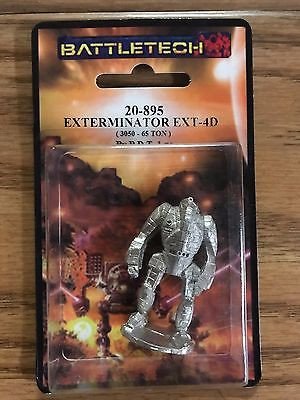 BATTLETECH
20-895
EXTERMINATOR EXT-4D
( 3050 - 65 TON )